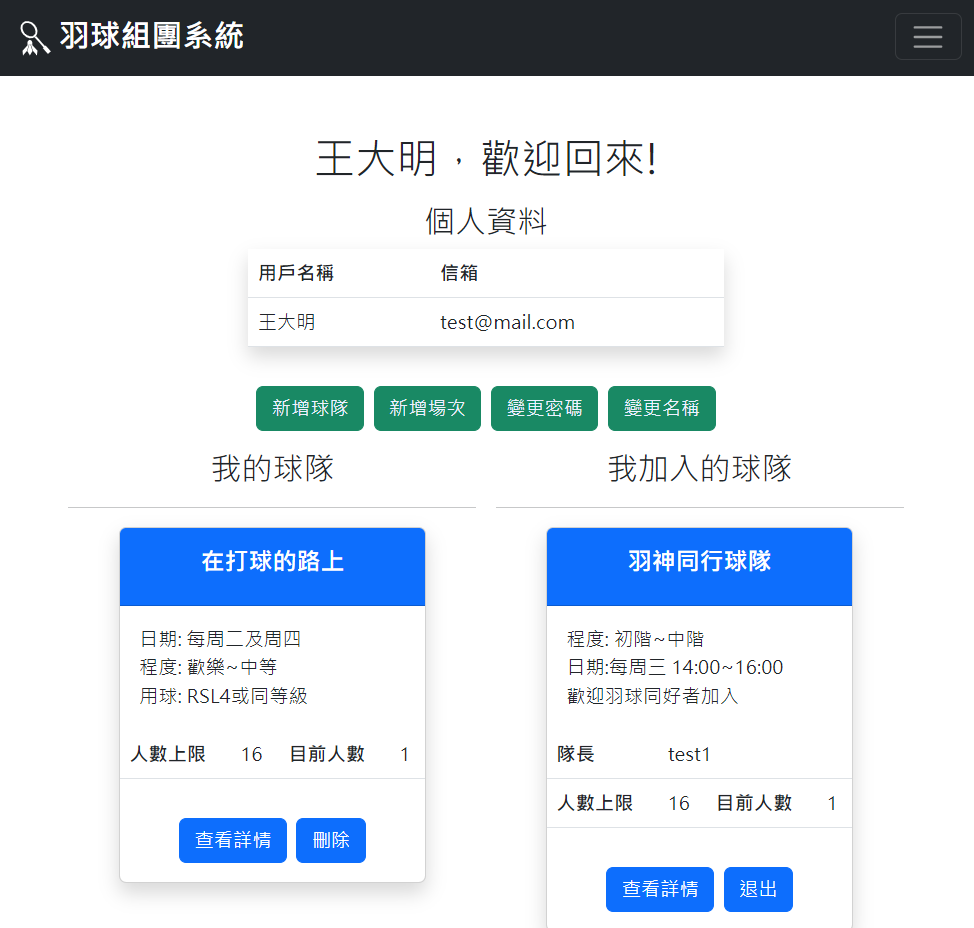 羽球組團系統
王大明，歡迎回來!
個人資料
用戶名稱 信箱
王大明 test@mail.com
新增球隊 新增場次 變更密碼 變更名稱
我的球隊
在打球的路上
日期: 每周二及周四
程度: 歡樂~中等
用球: RSL4或同等級
人數上限 16 目前人數 1
查看詳情 刪除
我加入的球隊
羽神同行球隊
程度: 初階~中階
日期:每周三 14:00~16:00
歡迎羽球同好者加入
隊長 test1
人數上限 16 目前人數 1
查看詳情 退出